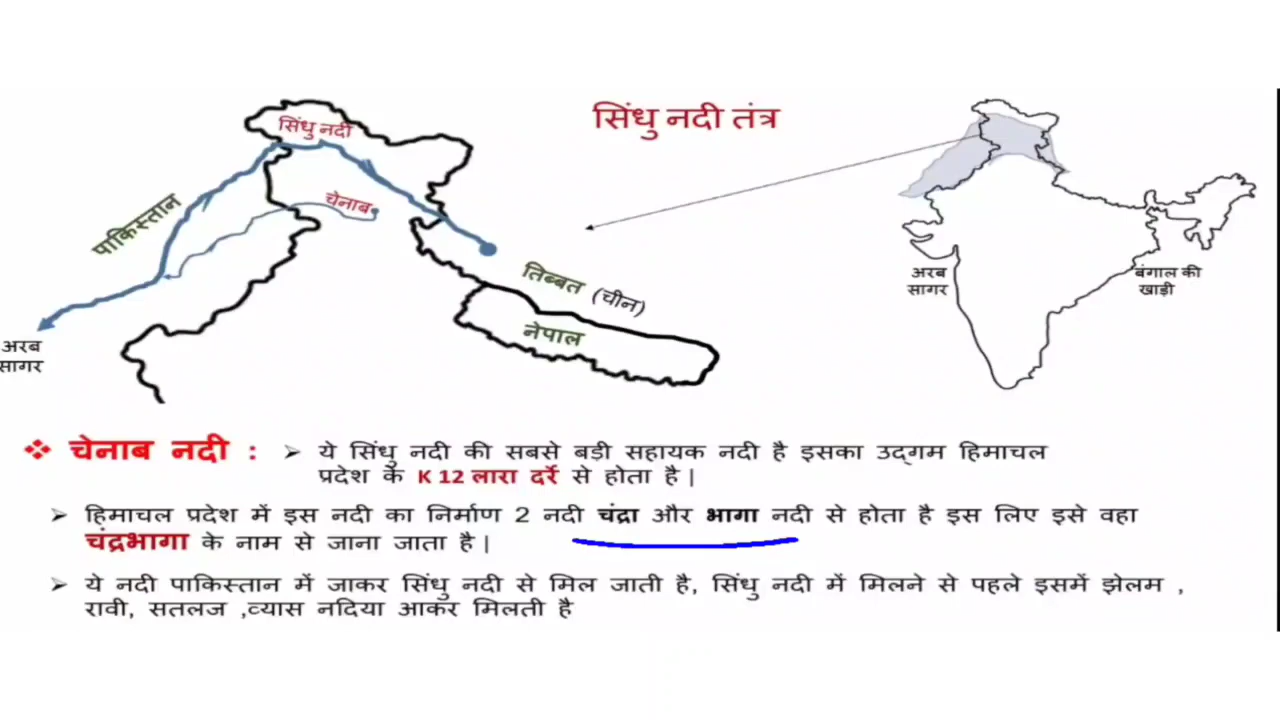 सिंधु नदी तंत्र
सिंधु नदी
चेनाब
पाकिस्तान
तिब्बत (चीन)
नेपाल
अरब
सागर
अरब
सागर
बंगाल की
खाड़ी
❖ चेनाब नदी : ➢ ये सिंधु नदी की सबसे बड़ी सहायक नदी है इसका उद्गम हिमाचल
प्रदेश के K 12 लारा दर्रे से होता है |
➢ हिमाचल प्रदेश में इस नदी का निर्माण 2 नदी चंद्रा और भागा नदी से होता है इस लिए इसे वहा
चंद्रभागा के नाम से जाना जाता है |
➢ ये नदी पाकिस्तान में जाकर सिंधु नदी से मिल जाती है, सिंधु नदी में मिलने से पहले इसमें झेलम ,
रावी, सतलज ,व्यास नदिया आकर मिलती है